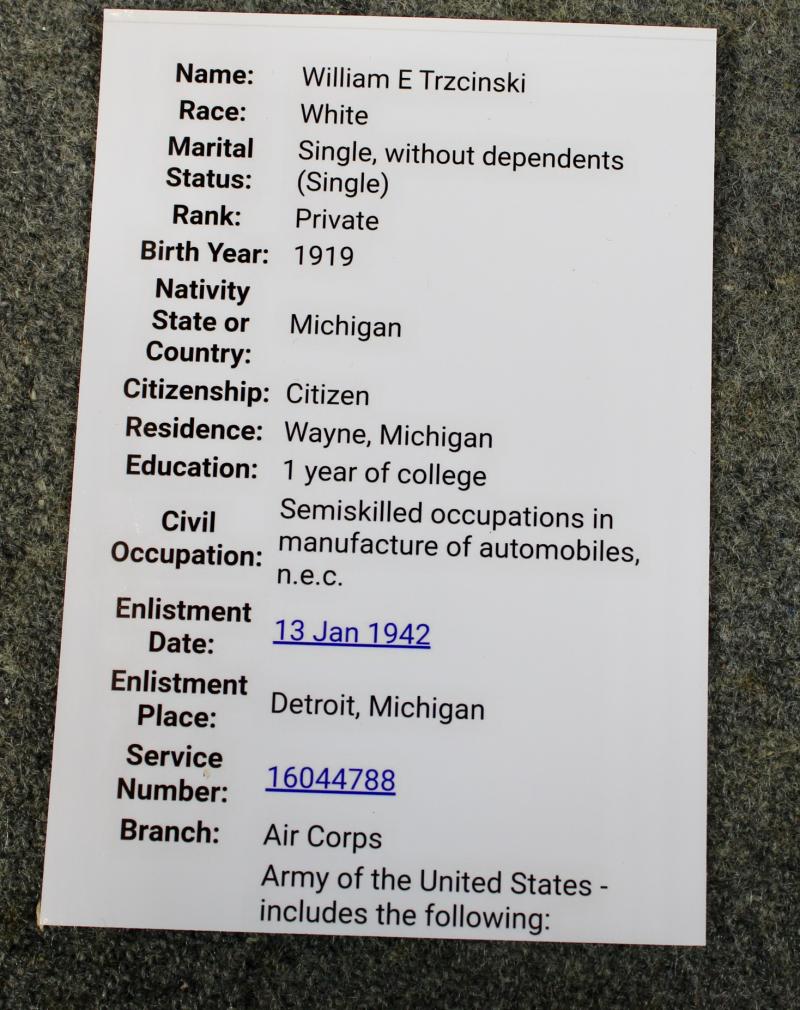 Name: William E Trzcinski
Race: White
Marital Status: Single, without dependents (Single)
Rank: Private
Birth Year: 1919
Nativity State or Country: Michigan
Citizenship: Citizen
Residence: Wayne, Michigan
Education: 1 year of college
Civil Occupation: Semiskilled occupations in manufacture of automobiles, n.e.c.
Enlistment Date: 13 Jan 1942
Enlistment Place: Detroit, Michigan
Service Number: 16044788
Branch: Air Corps
Army of the United States -
includes the following: